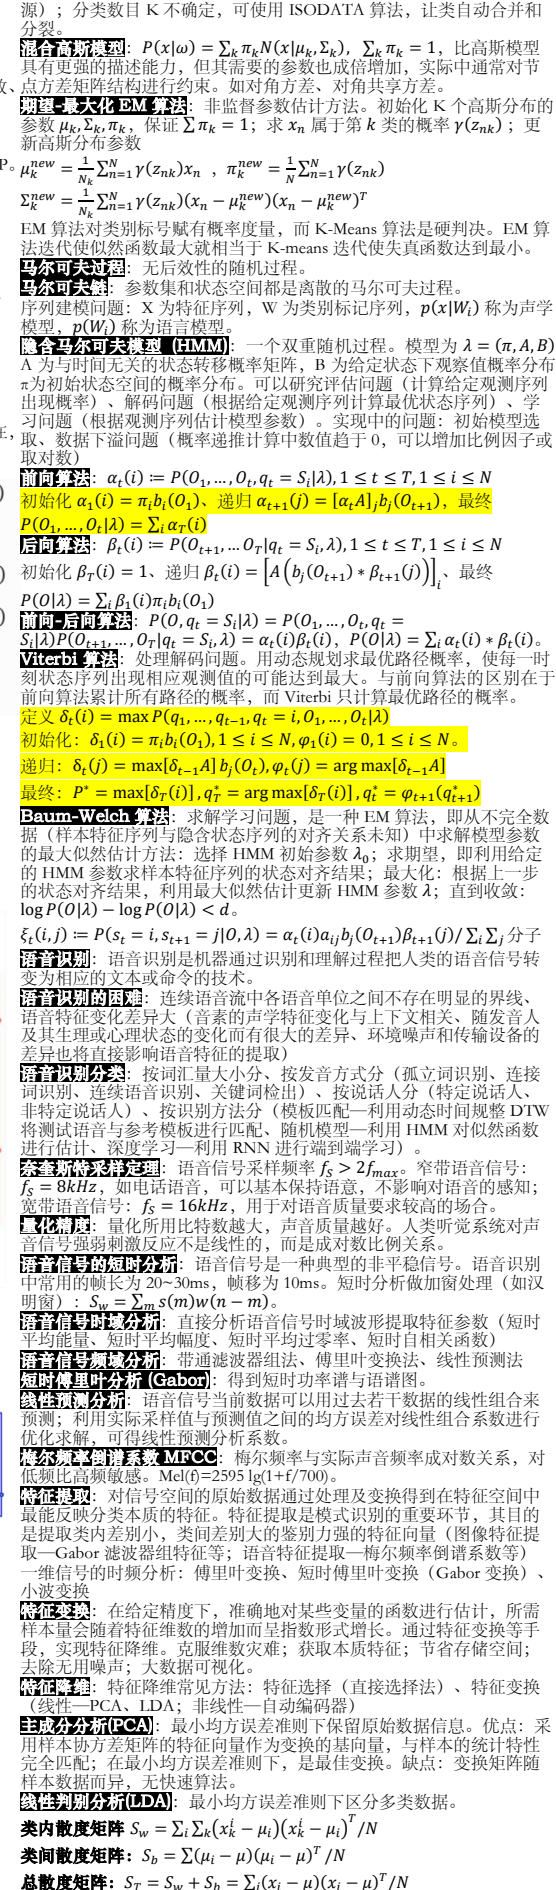 源）；分类数目 K 不确定，可使用 ISODATA 算法，让类自动合并和
分裂。
混合高斯模型：P(x|ω) = ∑ₖ πₖN(x|μₖ, Σₖ), ∑ₖ πₖ = 1，比高斯模型
具有更强的描述能力，但其需要的参数也成倍增加，实际中通常对节
点方差矩阵结构进行约束。如对角方差、对角共享方差。
期望-最大化 EM 算法：非监督参数估计方法。初始化 K 个高斯分布的
参数 μₖ, Σₖ, πₖ，保证 ∑ πₖ = 1；求 xₙ 属于第 k 类的概率 γ(zₙₖ)；更
新高斯分布参数
P。
μₖⁿᵉʷ = 1/Nₖ ∑ₙ₌₁ᴺ γ(zₙₖ)xₙ ，πₖⁿᵉʷ = 1/N ∑ₙ₌₁ᴺ γ(zₙₖ)
Σₖⁿᵉʷ = 1/Nₖ ∑ₙ₌₁ᴺ γ(zₙₖ)(xₙ − μₖⁿᵉʷ)(xₙ − μₖⁿᵉʷ)ᵀ
EM 算法对类别标号赋有概率度量，而 K-Means 算法是硬判决。EM 算
法迭代使似然函数最大就相当于 K-means 迭代使失真函数达到最小。
马尔可夫过程：无后效性的随机过程。
马尔可夫链：参数集和状态空间都是离散的马尔可夫过程。
序列建模问题：X 为特征序列，W 为类别标记序列，p(x|Wᵢ) 称为声学
模型，p(Wᵢ) 称为语言模型。
隐含马尔可夫模型（HMM）：一个双重随机过程。模型为 λ = (π, A, B)
A 为与时间无关的状态转移概率矩阵，B 为给定状态下观察值概率分布
π为初始状态空间的概率分布。可以研究评估问题（计算给定观测序列
出现概率）、解码问题（根据给定观测序列计算最优状态序列）、学
习问题（根据观测序列估计模型参数）。实现中的问题：初始模型选
取、数据下溢问题（概率递推计算中数值趋于 0，可以增加比例因子或
取对数）
前向算法：αₜ(i) ≔ P(O₁, … , Oₜ, qₜ = Sᵢ|λ), 1 ≤ t ≤ T, 1 ≤ i ≤ N
初始化 α₁(i) = πᵢbᵢ(O₁)、递归 αₜ₊₁(j) = [αₜA]ⱼbⱼ(Oₜ₊₁)，最终
P(O₁, … , Oₜ|λ) = ∑ᵢ α_T(i)
后向算法：βₜ(i) ≔ P(Oₜ₊₁, … O_T|qₜ = Sᵢ, λ), 1 ≤ t ≤ T, 1 ≤ i ≤ N
初始化 β_T(i) = 1、递归 βₜ(i) = [A(bⱼ(Oₜ₊₁) ∗ βₜ₊₁(j))]ᵢ、最终
P(O|λ) = ∑ᵢ β₁(i)πᵢbᵢ(O₁)
前向-后向算法：P(O, qₜ = Sᵢ|λ) = P(O₁, … , Oₜ, qₜ =
Sᵢ|λ)P(Oₜ₊₁, … , O_T|qₜ = Sᵢ, λ) = αₜ(i)βₜ(i)，P(O|λ) = ∑ᵢ αₜ(i) ∗ βₜ(i)。
Viterbi 算法：处理解码问题。用动态规划求最优路径概率，使每一时
刻状态序列出现相应观测值的可能达到最大。与前向算法的区别在于
前向算法累计所有路径的概率，而 Viterbi 只计算最优路径的概率。
定义 δₜ(i) = max P(q₁, … , qₜ₋₁, qₜ = i, O₁, … , Oₜ|λ)
初始化：δ₁(i) = πᵢbᵢ(O₁), 1 ≤ i ≤ N, φ₁(i) = 0, 1 ≤ i ≤ N。
递归：δₜ(j) = max[δₜ₋₁A] bⱼ(Oₜ), φₜ(j) = arg max[δₜ₋₁A]
最终：P* = max[δ_T(i)] , q_T* = arg max[δ_T(i)] , qₜ* = φₜ₊₁(qₜ₊₁*)
Baum-Welch 算法：求解学习问题，是一种 EM 算法，即从不完全数
据（样本特征序列与隐含状态序列的对齐关系未知）中求解模型参数
的最大似然估计方法：选择 HMM 初始参数 λ₀；求期望，即利用给定
的 HMM 参数求样本特征序列的状态对齐结果；最大化：根据上一步
的状态对齐结果，利用最大似然估计更新 HMM 参数 λ；直到收敛：
log P(O|λ) − log P(O|λ) < d。
ξₜ(i, j) ≔ P(sₜ = i, sₜ₊₁ = j|O, λ) = αₜ(i)aᵢⱼbⱼ(Oₜ₊₁)βₜ₊₁(j)/ ∑ᵢ ∑ⱼ 分子
语音识别：语音识别是机器通过识别和理解过程把人类的语音信号转
变为相应的文本或命令的技术。
语音识别的困难：连续语音流中各语音单位之间不存在明显的界线、
语音特征变化差异大（音素的声学特征变化与上下文相关、随发音人
及其生理或心理状态的变化而有很大的差异、环境噪声和传输设备的
差异也将直接影响语音特征的提取）
语音识别分类：按词汇量大小分、按发音方式分（孤立词识别、连接
词识别、连续语音识别、关键词检出）、按说话人分（特定说话人、
非特定说话人）、按识别方法分（模板匹配—利用动态时间规整 DTW
将测试语音与参考模板进行匹配、随机模型—利用 HMM 对似然函数
进行估计、深度学习—利用 RNN 进行端到端学习）。
奈奎斯特采样定理：语音信号采样频率 f_S > 2f_max。窄带语音信号：
f_S = 8kHz，如电话语音，可以基本保持语意，不影响对语音的感知；
宽带语音信号：f_S = 16kHz，用于对语音质量要求较高的场合。
量化精度：量化所用比特数越大，声音质量越好。人类听觉系统对声
音信号强弱刺激反应不是线性的，而是成对数比例关系。
语音信号的短时分析：语音信号是一种典型的非平稳信号。语音识别
中常用的帧长为 20~30ms，帧移为 10ms。短时分析做加窗处理（如汉
明窗）：S_w = ∑ₘ s(m)w(n − m)。
语音信号时域分析：直接分析语音信号时域波形提取特征参数（短时
平均能量、短时平均幅度、短时平均过零率、短时自相关函数）
语音信号频域分析：带通滤波器组法、傅里叶变换法、线性预测法
短时傅里叶分析 (Gabor)：得到短时功率谱与语谱图。
线性预测分析：语音信号当前数据可以用过去若干数据的线性组合来
预测；利用实际采样值与预测值之间的均方误差对线性组合系数进行
优化求解，可得线性预测分析系数。
梅尔频率倒谱系数 MFCC：梅尔频率与实际声音频率成对数关系，对
低频比高频敏感。Mel(f)=2595 lg(1+f/700)。
特征提取：对信号空间的原始数据通过处理及变换得到在特征空间中
最能反映分类本质的特征。特征提取是模式识别的重要环节，其目的
是提取类内差别小，类间差别大的鉴别力强的特征向量（图像特征提
取—Gabor 滤波器组特征等；语音特征提取—梅尔频率倒谱系数等）
一维信号的时频分析：傅里叶变换、短时傅里叶变换（Gabor 变换）、
小波变换
特征变换：在给定精度下，准确地对某些变量的函数进行估计，所需
样本量会随着特征维数的增加而呈指数形式增长。通过特征变换等手
段，实现特征降维。克服维数灾难；获取本质特征；节省存储空间；
去除无用噪声；大数据可视化。
特征降维：特征降维常见方法：特征选择（直接选择法）、特征变换
（线性—PCA、LDA；非线性—自动编码器）
主成分分析(PCA)：最小均方误差准则下保留原始数据信息。优点：采
用样本协方差矩阵的特征向量作为变换的基向量，与样本的统计特性
完全匹配；在最小均方误差准则下，是最佳变换。缺点：变换矩阵随
样本数据而异，无快速算法。
线性判别分析(LDA)：最小均方误差准则下区分多类数据。
类内散度矩阵 S_w = ∑ᵢ ∑ₖ(xₖⁱ − μᵢ)(xₖⁱ − μᵢ)ᵀ/N
类间散度矩阵：S_b = ∑(μᵢ − μ)(μᵢ − μ)ᵀ /N
总散度矩阵：S_T = S_w + S_b = ∑ᵢ(xᵢ − μ)(xᵢ − μ)ᵀ/N